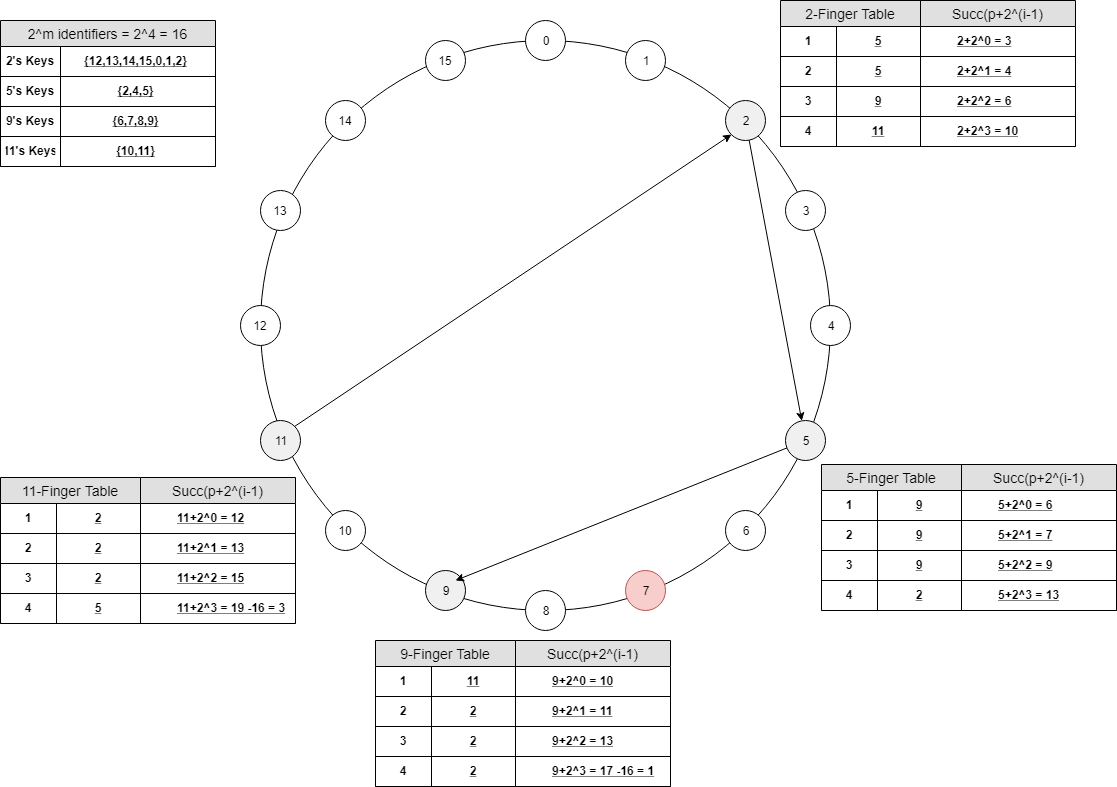 2^m identifiers = 2^4 = 16
2's Keys {12,13,14,15,0,1,2}
5's Keys {2,4,5}
9's Keys {6,7,8,9}
11's Keys {10,11}
2-Finger Table Succ(p+2^(i-1)
1 5 2+2^0 = 3
2 5 2+2^1 = 4
3 9 2+2^2 = 6
4 11 2+2^3 = 10
0
15
1
14
2
13
3
12
4
11
5
10
6
9
7
8
11-Finger Table Succ(p+2^(i-1)
1 2 11+2^0 = 12
2 2 11+2^1 = 13
3 2 11+2^2 = 15
4 5 11+2^3 = 19 -16 = 3
5-Finger Table Succ(p+2^(i-1)
1 9 5+2^0 = 6
2 9 5+2^1 = 7
3 9 5+2^2 = 9
4 2 5+2^3 = 13
9-Finger Table Succ(p+2^(i-1)
1 11 9+2^0 = 10
2 2 9+2^1 = 11
3 2 9+2^2 = 13
4 2 9+2^3 = 17 -16 = 1